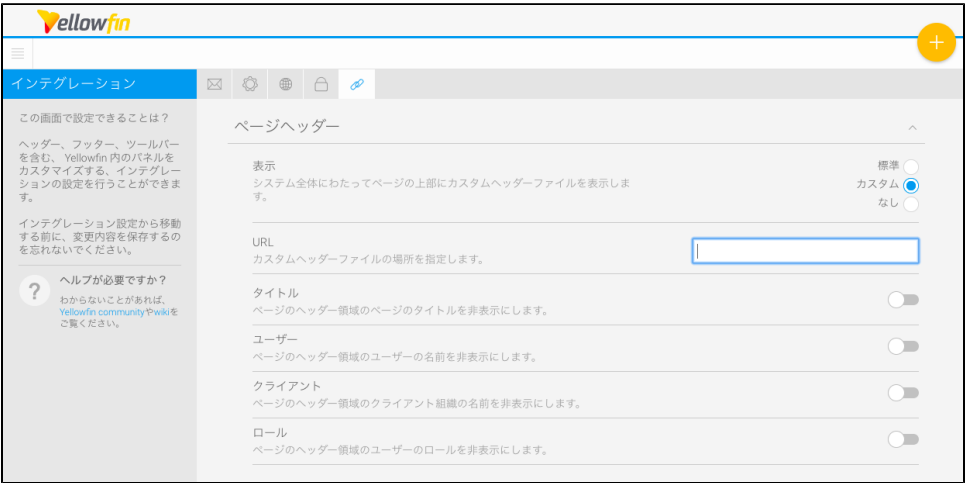 Yellowfin
インテグレーション
この画面で設定できることは？
ヘッダー、フッター、ツールバー
を含む、 Yellowfin 内のパネルを
カスタマイズする、インテグレー
ションの設定を行うことができま
す。
インテグレーション設定から移動
する前に、変更内容を保存するの
を忘れないでください。
ヘルプが必要ですか？
わからないことがあれば、
Yellowfin communityやwikiを
ご覧ください。
ページヘッダー
表示
システム全体にわたってページの上部にカスタムヘッダーファイルを表示しま
す。
標準
カスタム
なし
URL
カスタムヘッダーファイルの場所を指定します。
タイトル
ページのヘッダー領域のページのタイトルを非表示にします。
ユーザー
ページのヘッダー領域のユーザーの名前を非表示にします。
クライアント
ページのヘッダー領域のクライアント組織の名前を非表示にします。
ロール
ページのヘッダー領域のユーザーのロールを非表示にします。